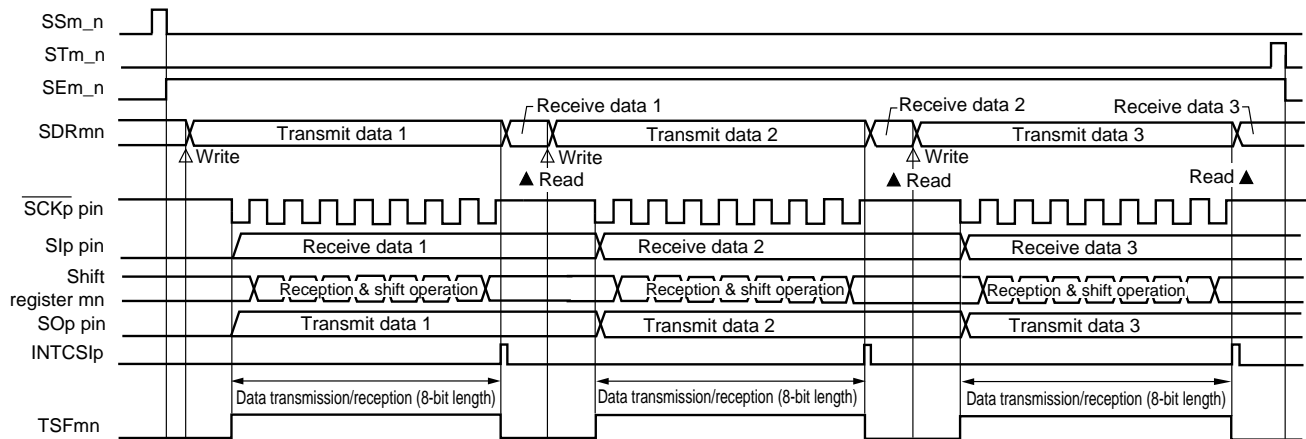 SSm_n
STm_n
SEm_n
Receive data 1
Receive data 2
Receive data 3
SDRmn
Transmit data 1
Transmit data 2
Transmit data 3
Write
Write
Write
▲ Read
▲ Read
Read ▲
SCKp pin
SIp pin
Receive data 1
Receive data 2
Receive data 3
Shift
register mn
Reception & shift operation
Reception & shift operation
Reception & shift operation
SOp pin
Transmit data 1
Transmit data 2
Transmit data 3
INTCSIp
Data transmission/reception (8-bit length)
Data transmission/reception (8-bit length)
Data transmission/reception (8-bit length)
TSFmn